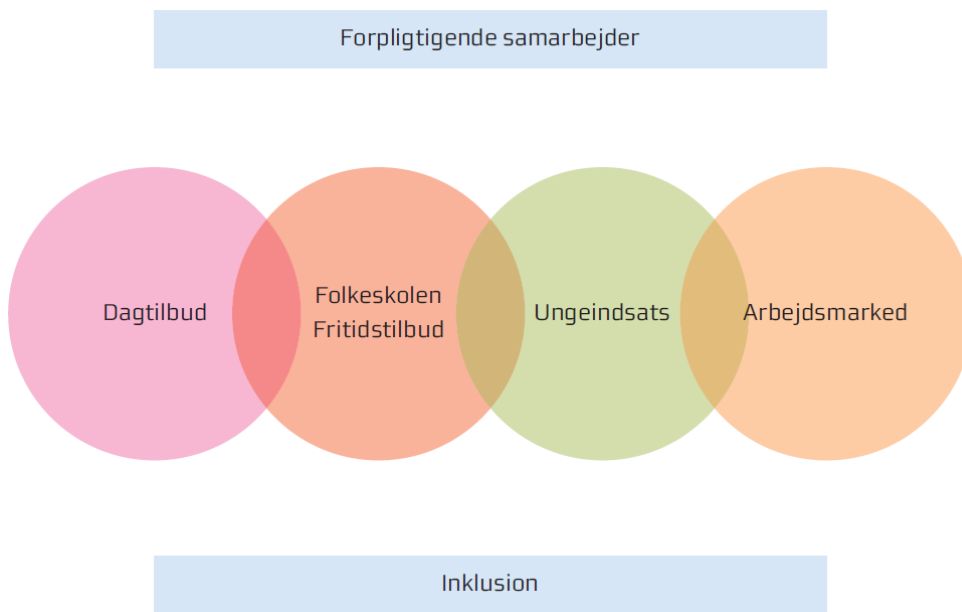 Forpligtigende samarbejder
Dagtilbud
Folkeskolen
Fritidstilbud
Ungeindsats
Arbejdsmarked
Inklusion